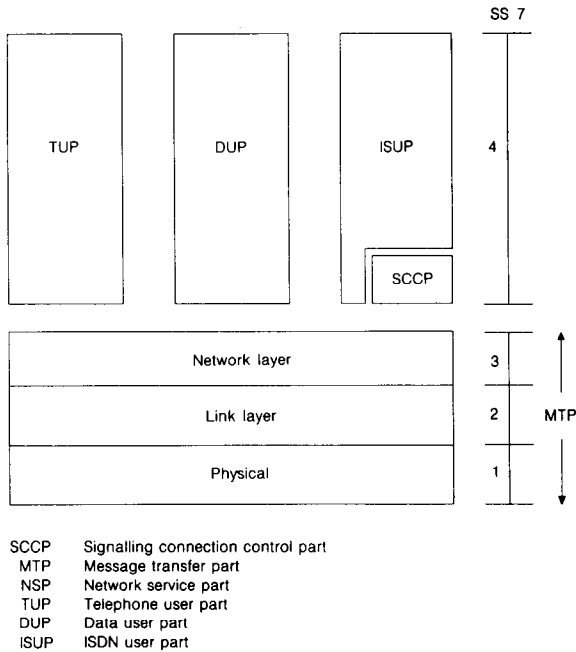 SS 7
TUP DUP ISUP 4
SCCP
Network layer 3
Link layer 2 MTP
Physical 1
SCCP Signalling connection control part
MTP Message transfer part
NSP Network service part
TUP Telephone user part
DUP Data user part
ISUP ISDN user part